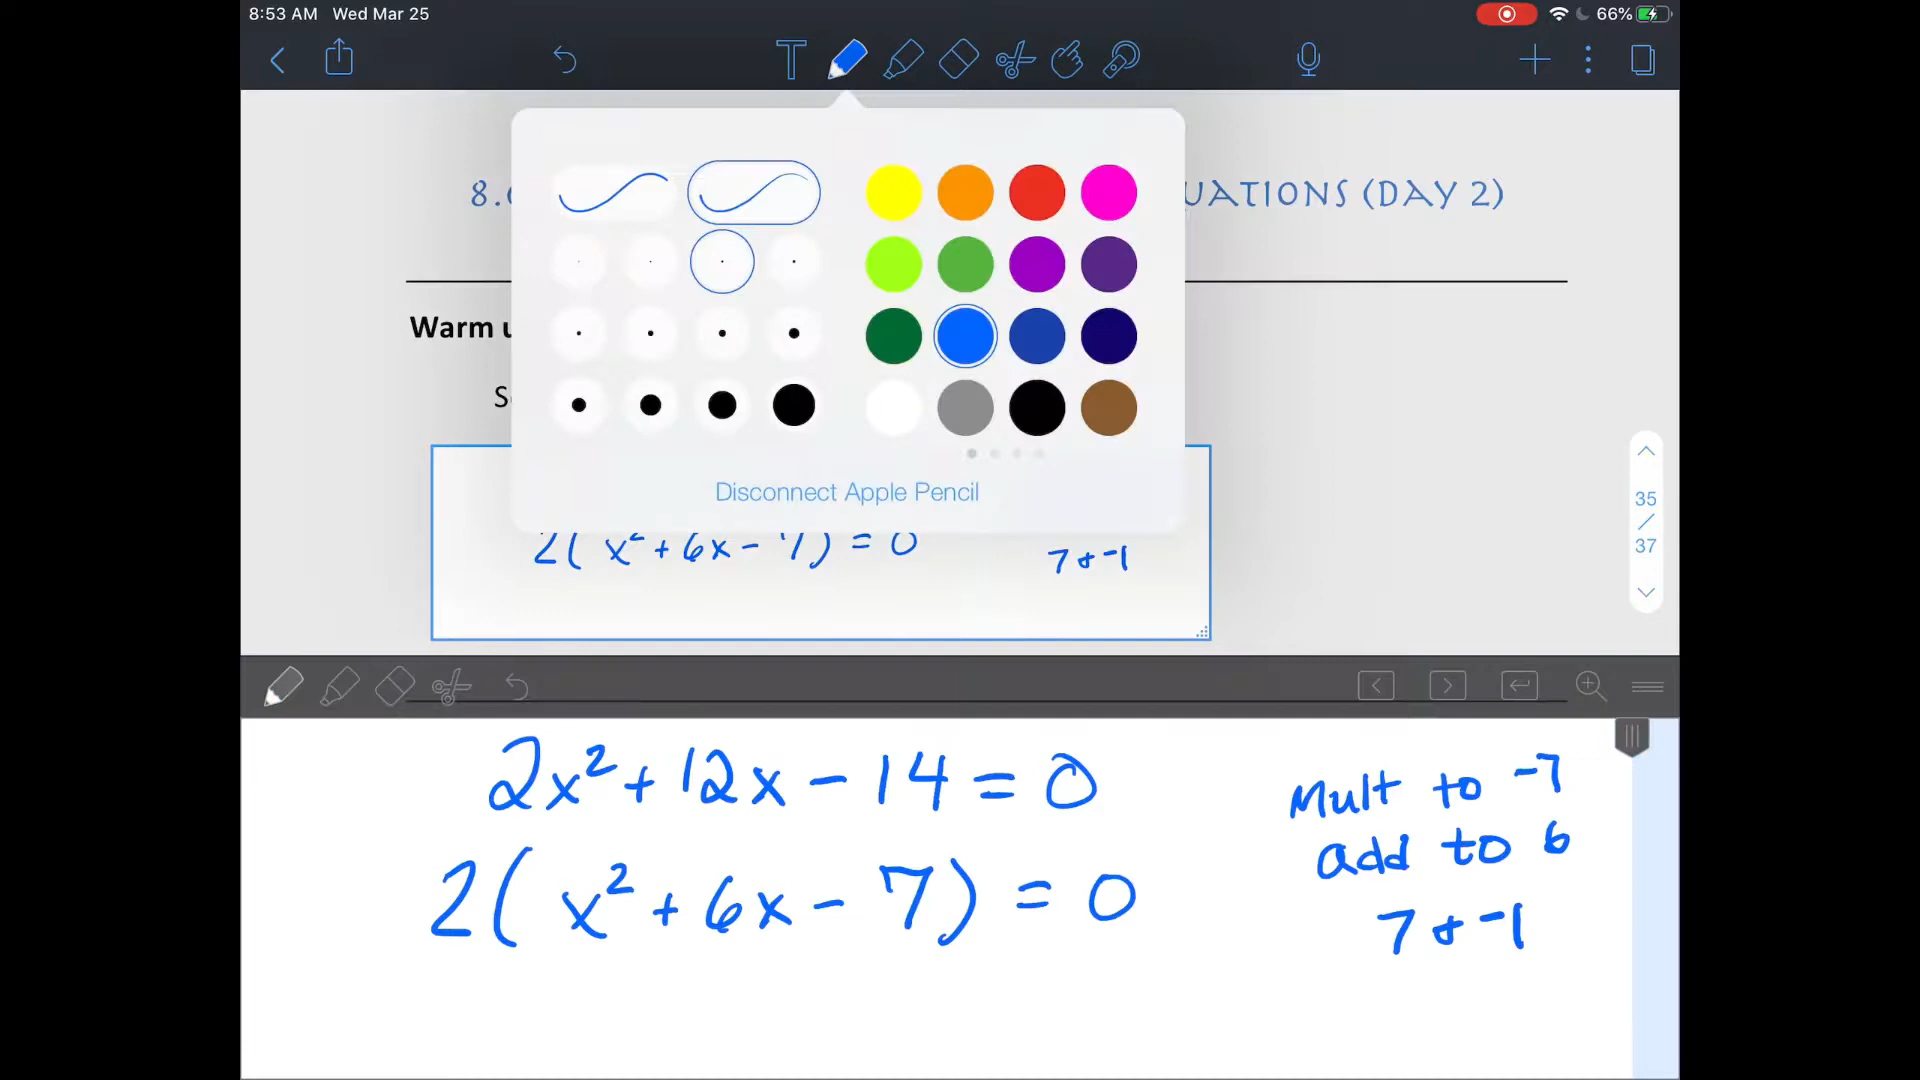 8:53 AM Wed Mar 25
66%
T
8.
UATIONS (DAY 2)
Warm
Disconnect Apple Pencil
2( x² + 6x - 7) = 0
7 & -1
35
/
37
2x² + 12x - 14 = 0
2( x² + 6x - 7) = 0
Mult to -7
add to 6
7 & -1